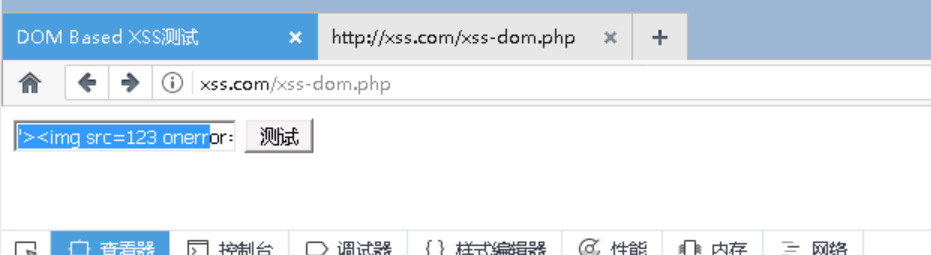 DOM Based XSS测试 × http://xss.com/xss-dom.php × +
xss.com/xss-dom.php
'><img src=123 onerror= 测试
查看器 控制台 调试器 {} 样式编辑器 性能 内存 网络